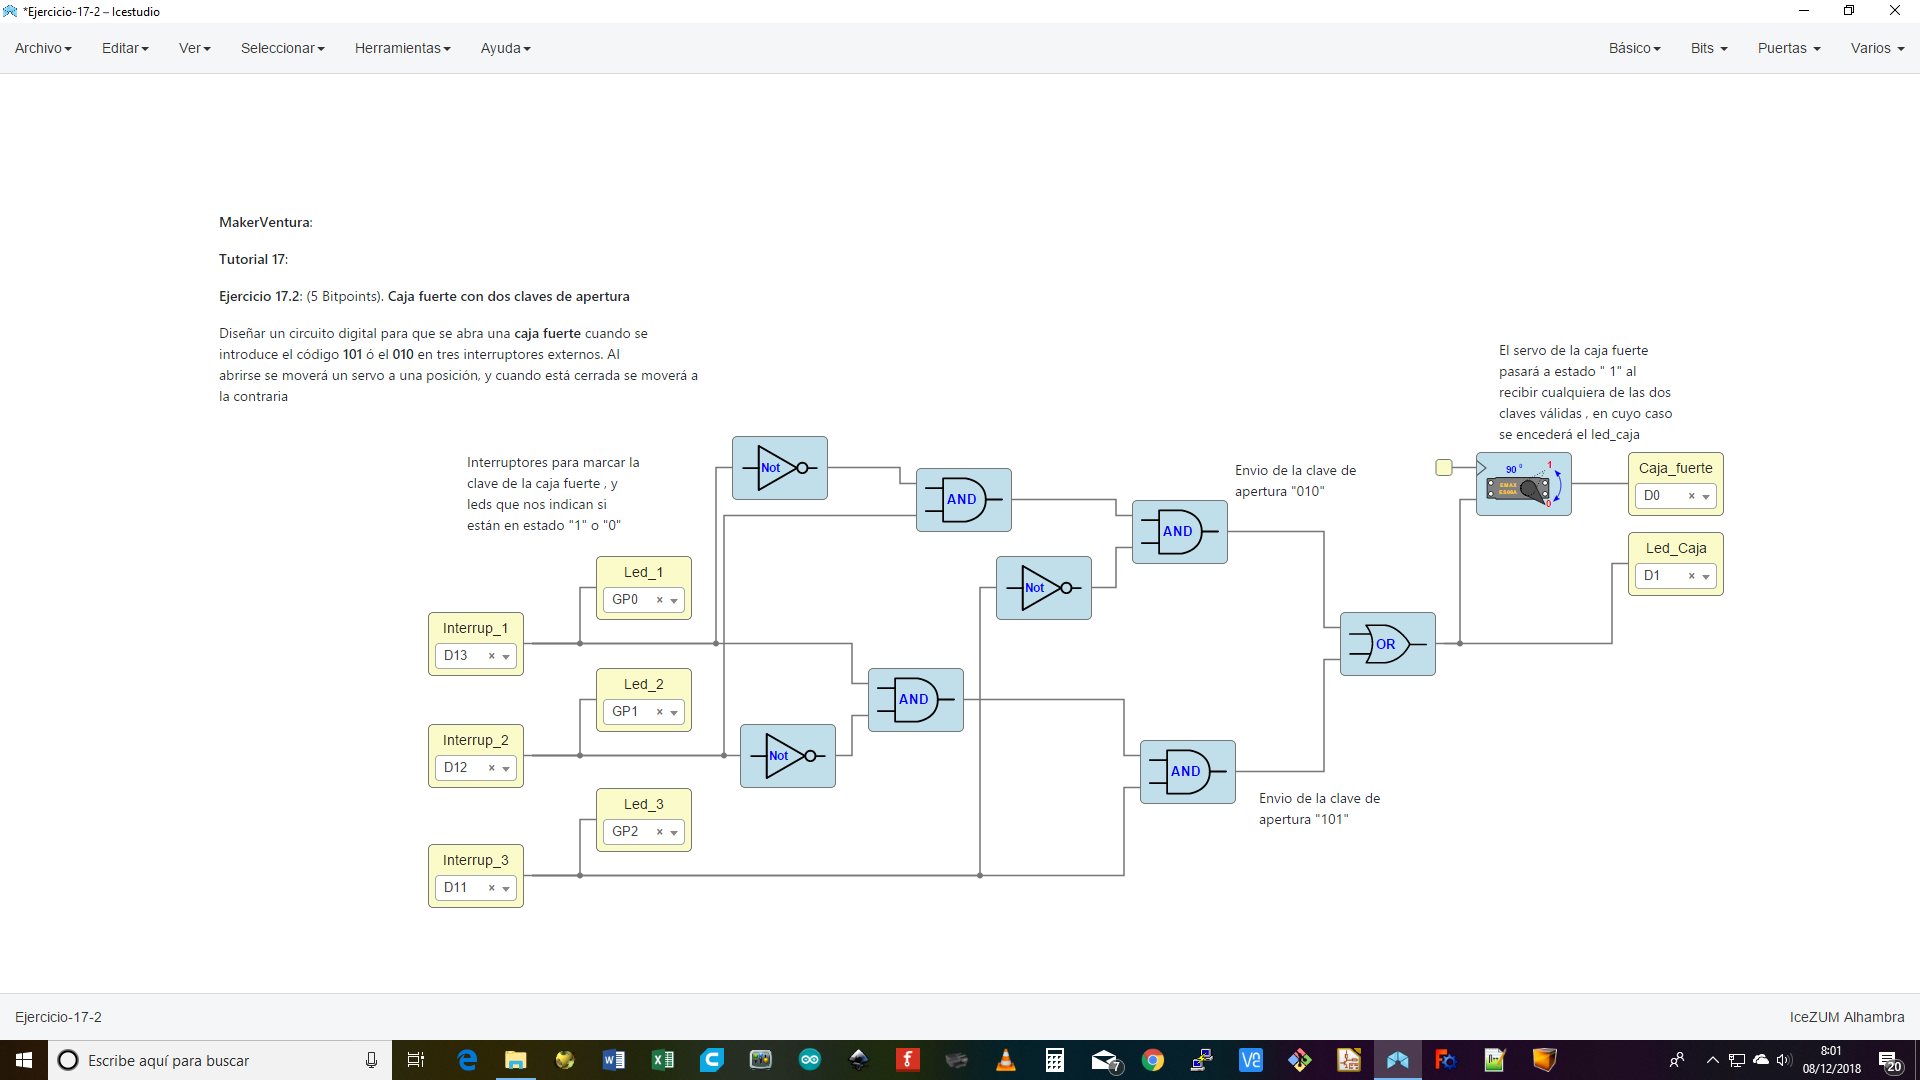 *Ejercicio-17-2 – Icestudio
Archivo Editar Ver Seleccionar Herramientas Ayuda Básico Bits Puertas Varios
MakerVentura:
Tutorial 17:
Ejercicio 17.2: (5 Bitpoints). Caja fuerte con dos claves de apertura
Diseñar un circuito digital para que se abra una caja fuerte cuando se
introduce el código 101 ó el 010 en tres interruptores externos. Al
abrirse se moverá un servo a una posición, y cuando está cerrada se moverá a
la contraria
El servo de la caja fuerte
pasará a estado " 1" al
recibir cualquiera de las dos
claves válidas , en cuyo caso
se encederá el led_caja
Interruptores para marcar la
clave de la caja fuerte , y
leds que nos indican si
están en estado "1" o "0"
Not
AND
Envio de la clave de
apertura "010"
AND
90 º
1
EMAX
ES08A
0
Caja_fuerte
D0
Led_Caja
D1
Led_1
GP0
Not
Interrup_1
D13
OR
Led_2
GP1
AND
Interrup_2
D12
Not
AND
Led_3
GP2
Envio de la clave de
apertura "101"
Interrup_3
D11
Ejercicio-17-2
IceZUM Alhambra
Escribe aquí para buscar
7
8:01
08/12/2018
20